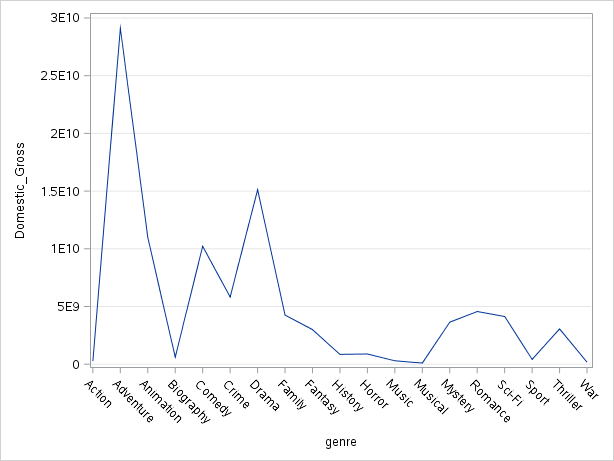 3E10
2.5E10
2E10
1.5E10
1E10
5E9
0
Domestic_Gross
Action
Adventure
Animation
Biography
Comedy
Crime
Drama
Family
Fantasy
History
Horror
Music
Musical
Mystery
Romance
Sci-Fi
Sport
Thriller
War
genre